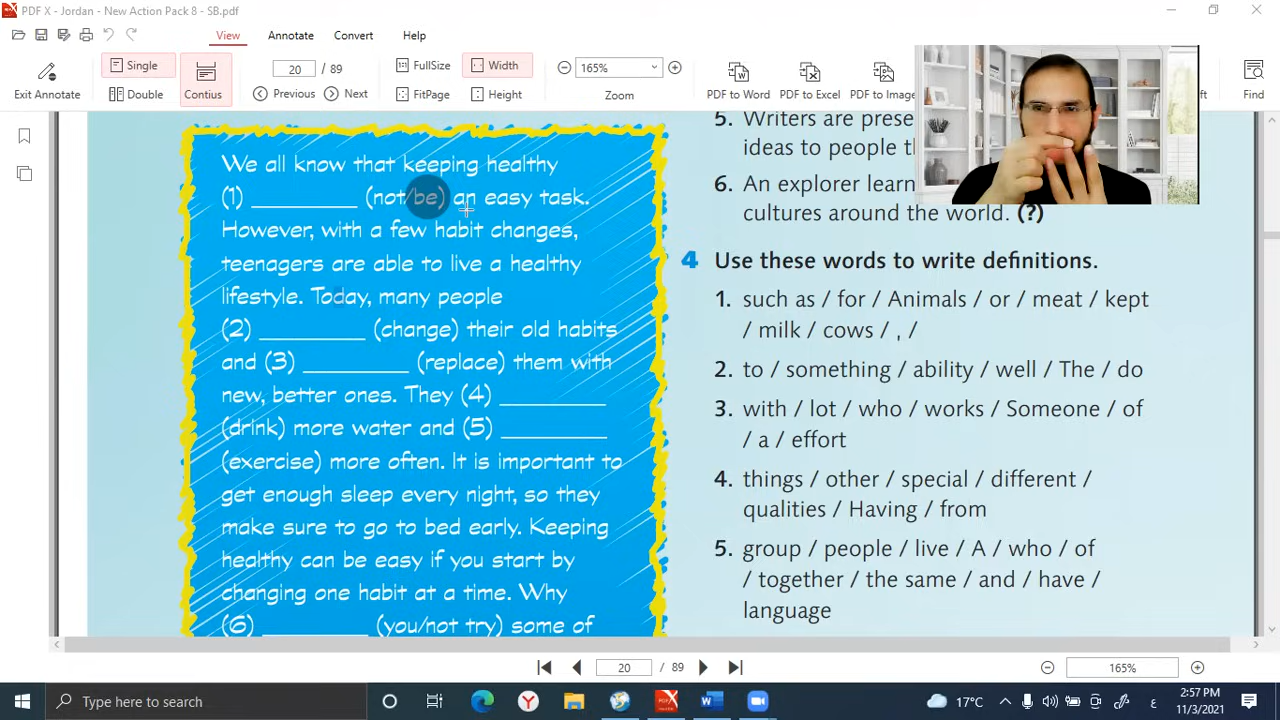 PDF X - Jordan - New Action Pack 8 - SB.pdf
View Annotate Convert Help
Single 20 / 89 FullSize Width 165%
Contius
Edit Annotate Double Previous Next FitPage Height Zoom PDF to Word PDF to Excel PDF to Image Find
We all know that keeping healthy
(1) __________ (not/be) an easy task.
However, with a few habit changes,
teenagers are able to live a healthy
lifestyle. Today, many people
(2) __________ (change) their old habits
and (3) __________ (replace) them with
new, better ones. They (4) __________
(drink) more water and (5) __________
(exercise) more often. It is important to
get enough sleep every night, so they
make sure to go to bed early. Keeping
healthy can be easy if you start by
changing one habit at a time. Why
(6) __________ (you/not try) some of
5. Writers are
ideas to people
6. An explorer
cultures around the world. (?)
4 Use these words to write definitions.
1. such as / for / Animals / or / meat / kept
/ milk / cows / , /
2. to / something / ability / well / The / do
3. with / lot / who / works / Someone / of
/ a / effort
4. things / other / special / different /
qualities / Having / from
5. group / people / live / A / who / of
/ together / the same / and / have /
language
20 / 89 165%
Type here to search 17°C ع 2:57 PM
11/3/2021